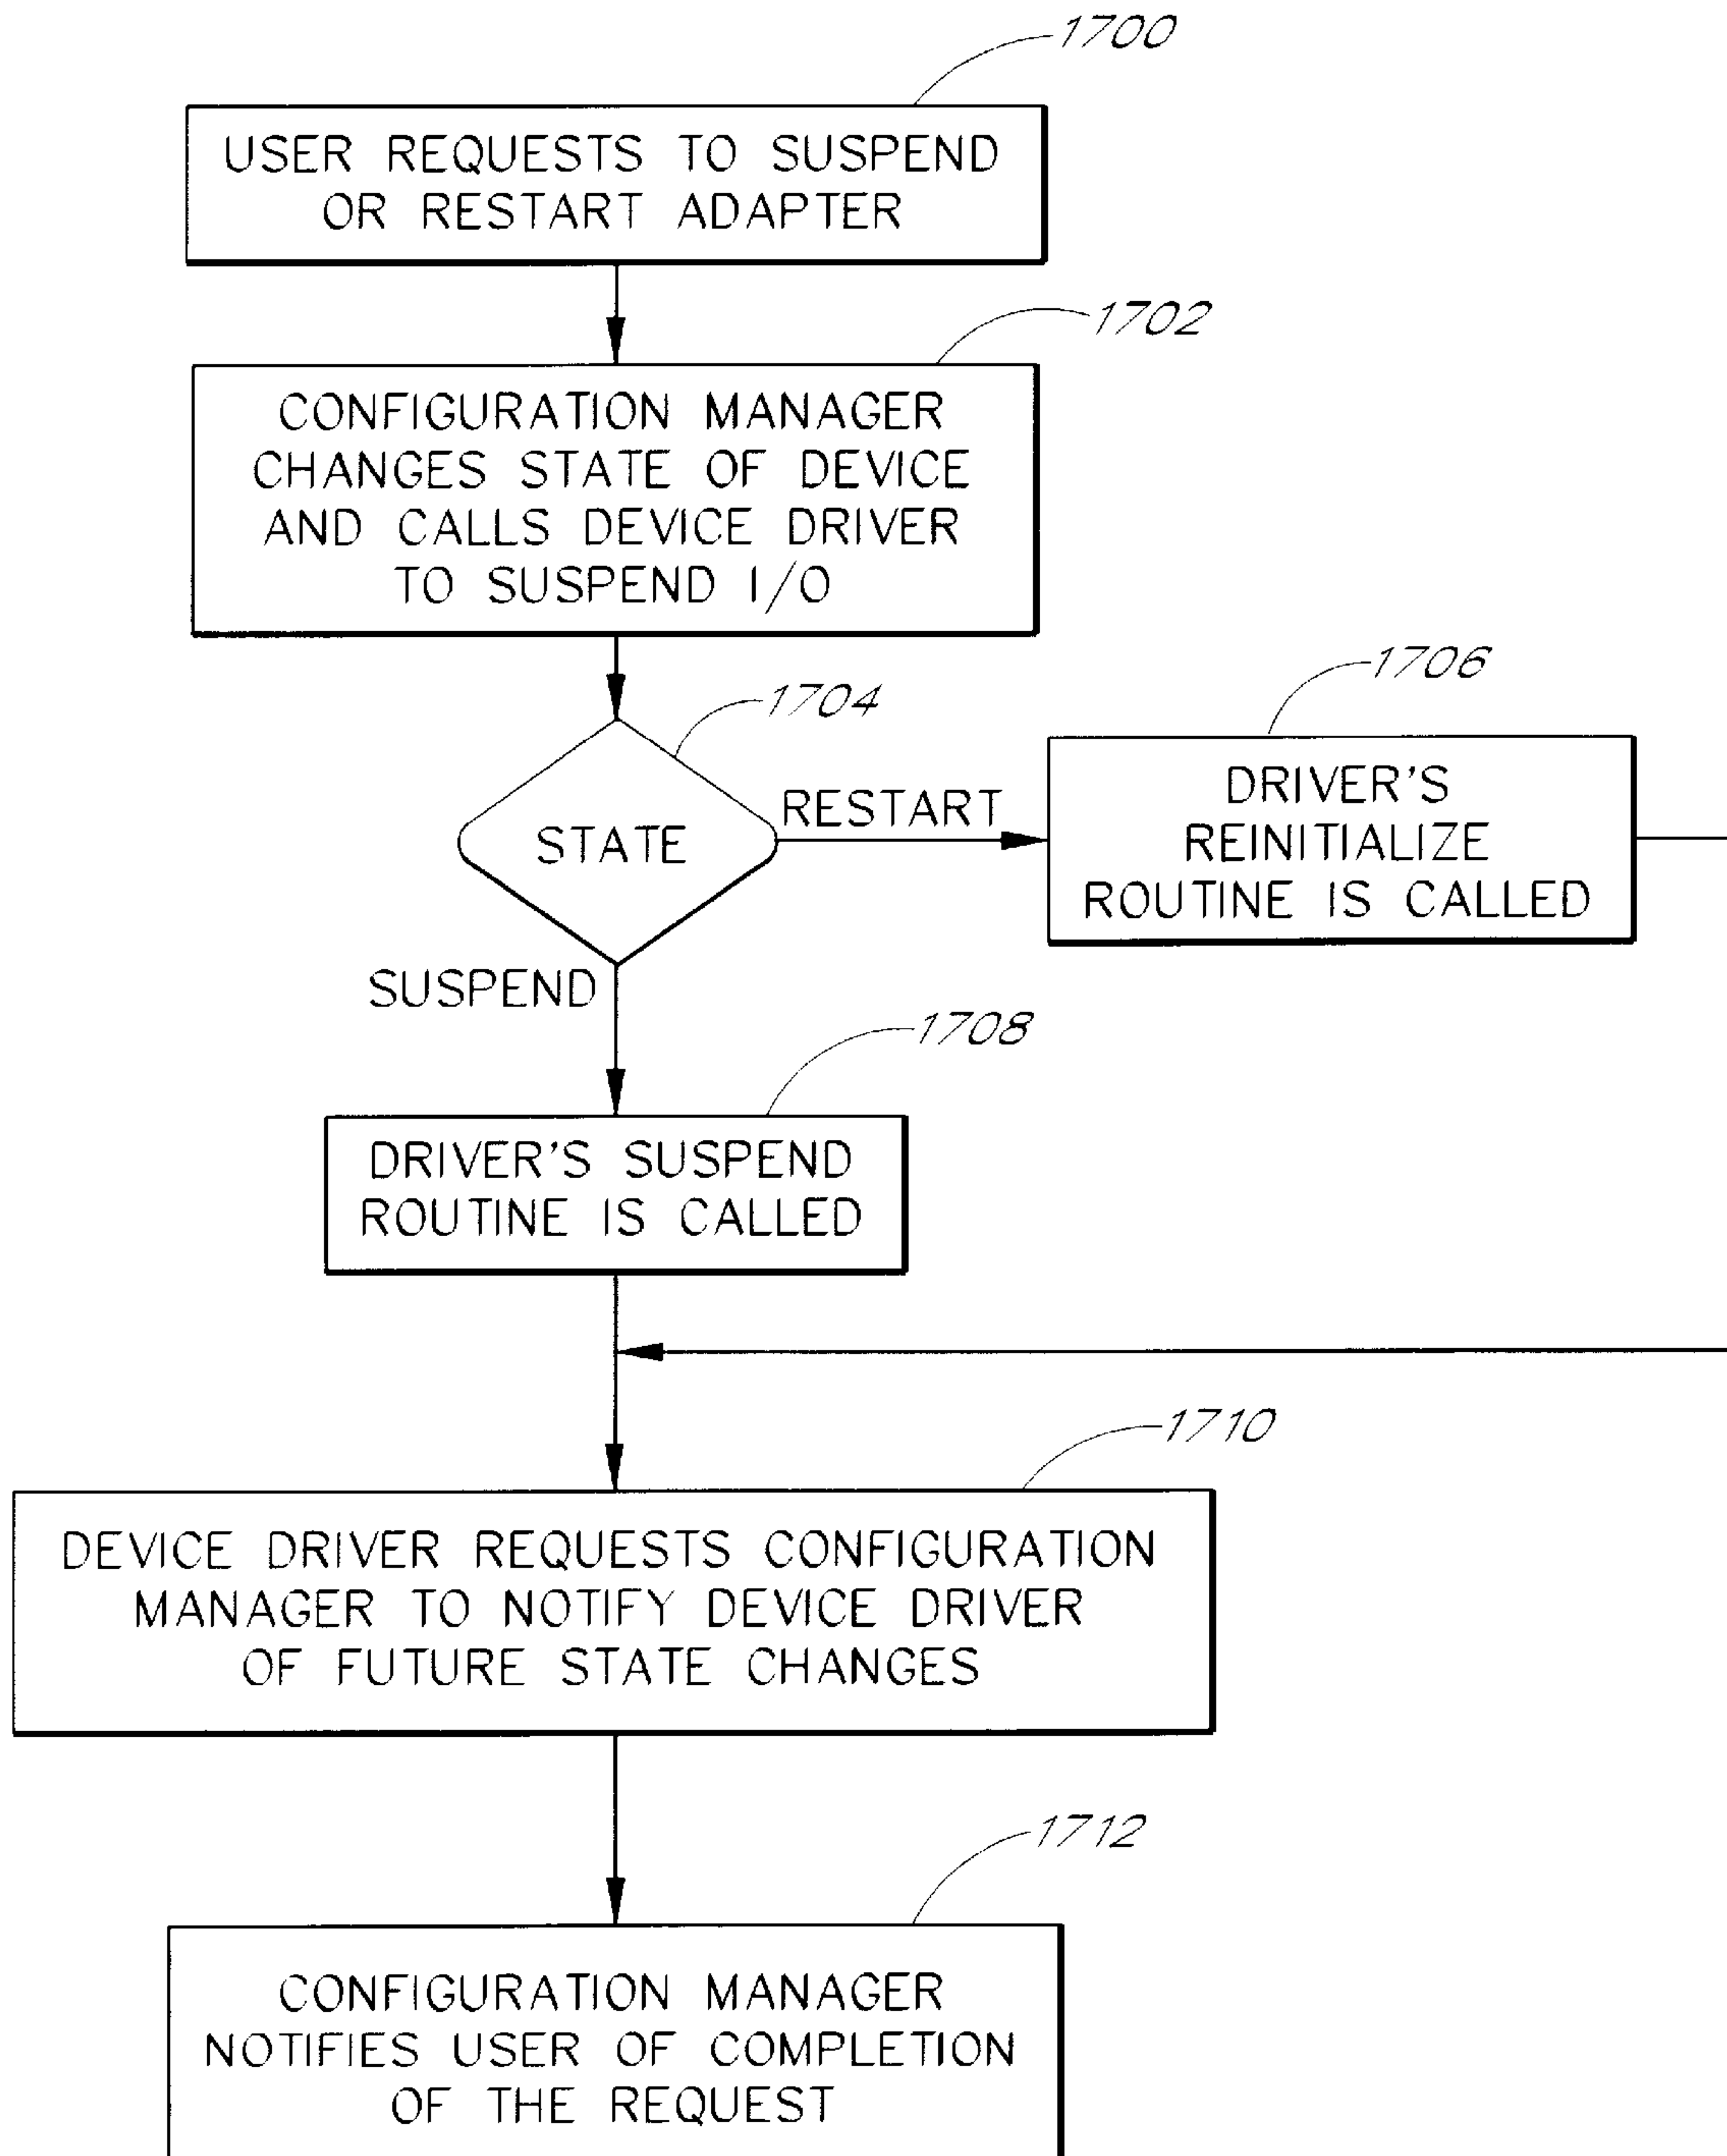 1700
USER REQUESTS TO SUSPEND
OR RESTART ADAPTER
1702
CONFIGURATION MANAGER
CHANGES STATE OF DEVICE
AND CALLS DEVICE DRIVER
TO SUSPEND I/O
1704
STATE
RESTART
1706
DRIVER'S
REINITIALIZE
ROUTINE IS CALLED
SUSPEND
1708
DRIVER'S SUSPEND
ROUTINE IS CALLED
1710
DEVICE DRIVER REQUESTS CONFIGURATION
MANAGER TO NOTIFY DEVICE DRIVER
OF FUTURE STATE CHANGES
1712
CONFIGURATION MANAGER
NOTIFIES USER OF COMPLETION
OF THE REQUEST